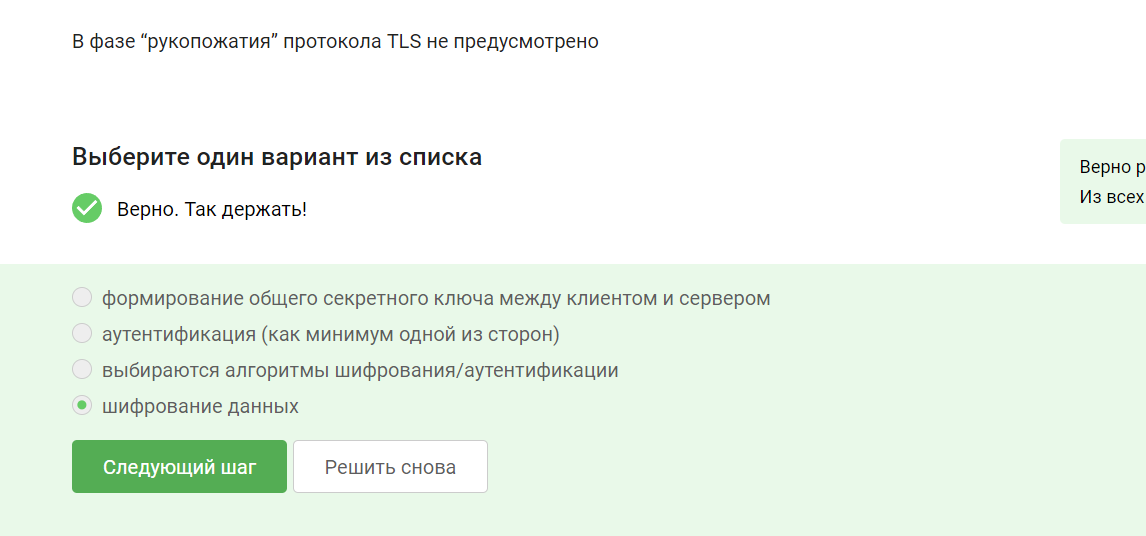 В фазе “рукопожатия” протокола TLS не предусмотрено
Выберите один вариант из списка
Верно. Так держать!
Верно р
Из всех
формирование общего секретного ключа между клиентом и сервером
аутентификация (как минимум одной из сторон)
выбираются алгоритмы шифрования/аутентификации
шифрование данных
Следующий шаг
Решить снова